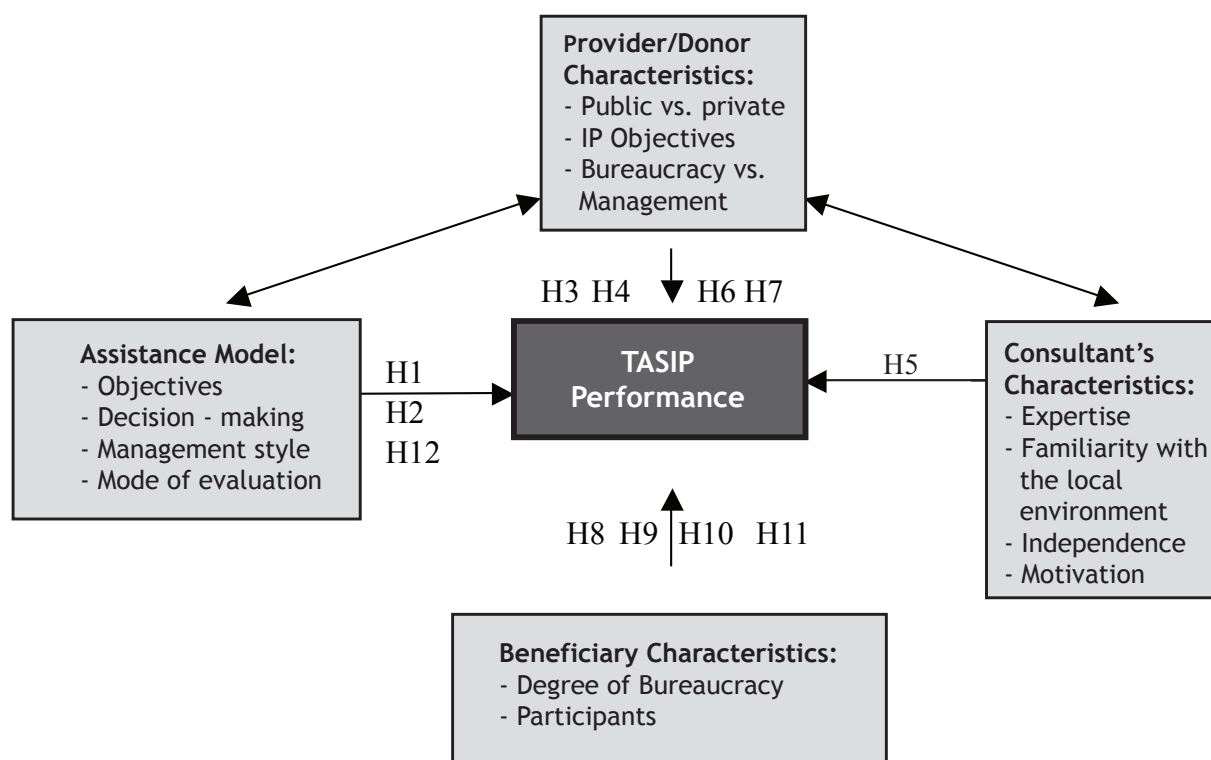 Provider/Donor
Characteristics:
- Public vs. private
- IP Objectives
- Bureaucracy vs.
Management
H3 H4 H6 H7
Assistance Model:
- Objectives
- Decision - making
- Management style
- Mode of evaluation
H1
H2
H12
TASIP
Performance
H5
Consultant’s
Characteristics:
- Expertise
- Familiarity with
the local
environment
- Independence
- Motivation
H8 H9 H10 H11
Beneficiary Characteristics:
- Degree of Bureaucracy
- Participants